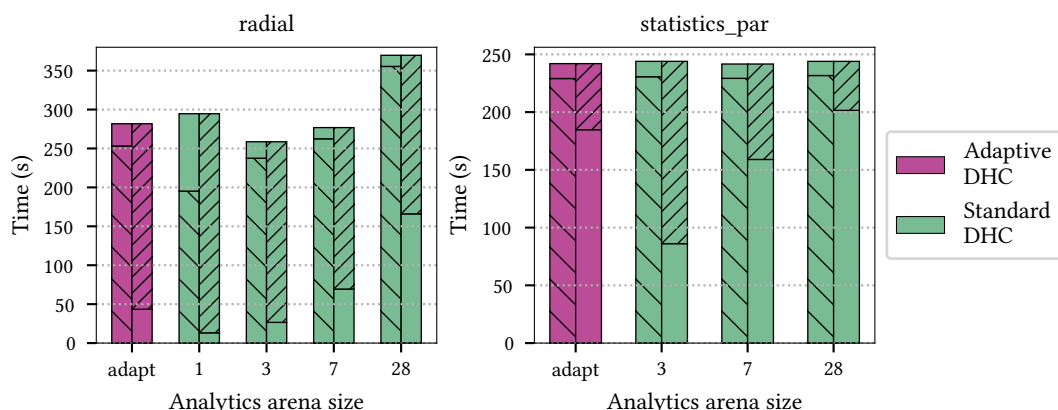 radial
statistics_par
350
300
250
200
150
100
50
0
Time (s)
adapt 1 3 7 28
Analytics arena size
250
200
150
100
50
0
Time (s)
adapt 3 7 28
Analytics arena size
Adaptive
DHC
Standard
DHC